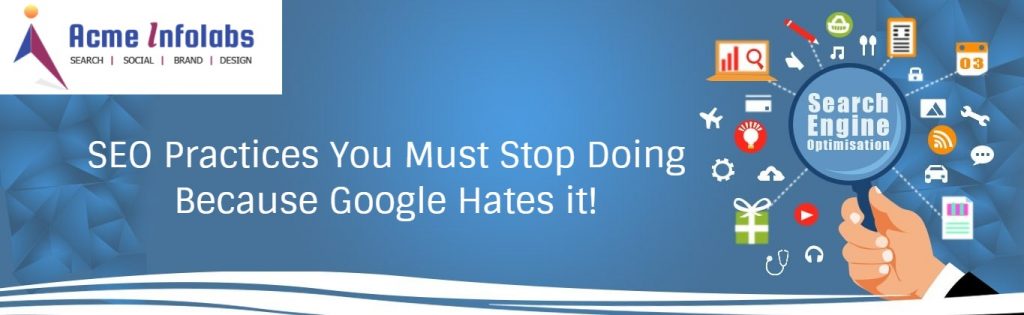 Acme Infolabs
SEARCH | SOCIAL | BRAND | DESIGN
SEO Practices You Must Stop Doing
Because Google Hates it!
Search
Engine
Optimisation
03